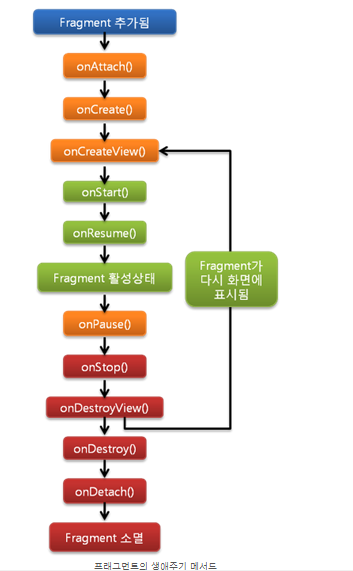 Fragment 추가됨
onAttach()
onCreate()
onCreateView()
onStart()
onResume()
Fragment 활성상태
Fragment가
다시 화면에
표시됨
onPause()
onStop()
onDestroyView()
onDestroy()
onDetach()
Fragment 소멸
프래그먼트의 생애주기 메서드